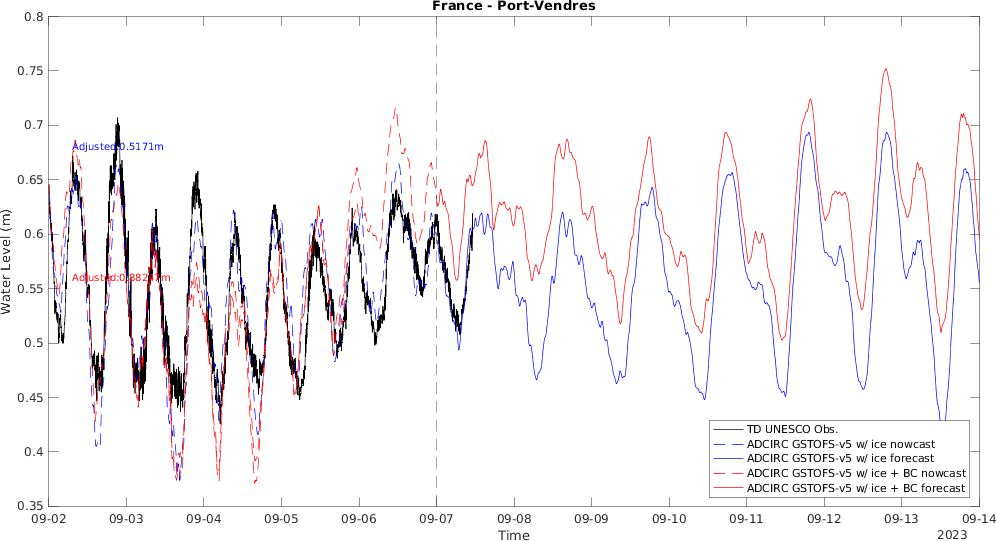 France - Port-Vendres
0.8
0.75
0.7
0.65
0.6
0.55
0.5
0.45
0.4
0.35
Water Level (m)
Adjusted:0.5171m
TD UNESCO Obs.
ADCIRC GSTOFS-v5 w/ ice nowcast
ADCIRC GSTOFS-v5 w/ ice forecast
ADCIRC GSTOFS-v5 w/ ice + BC nowcast
ADCIRC GSTOFS-v5 w/ ice + BC forecast
09-02 09-03 09-04 09-05 09-06 09-07 09-08 09-09 09-10 09-11 09-12 09-13 09-14
Time
2023